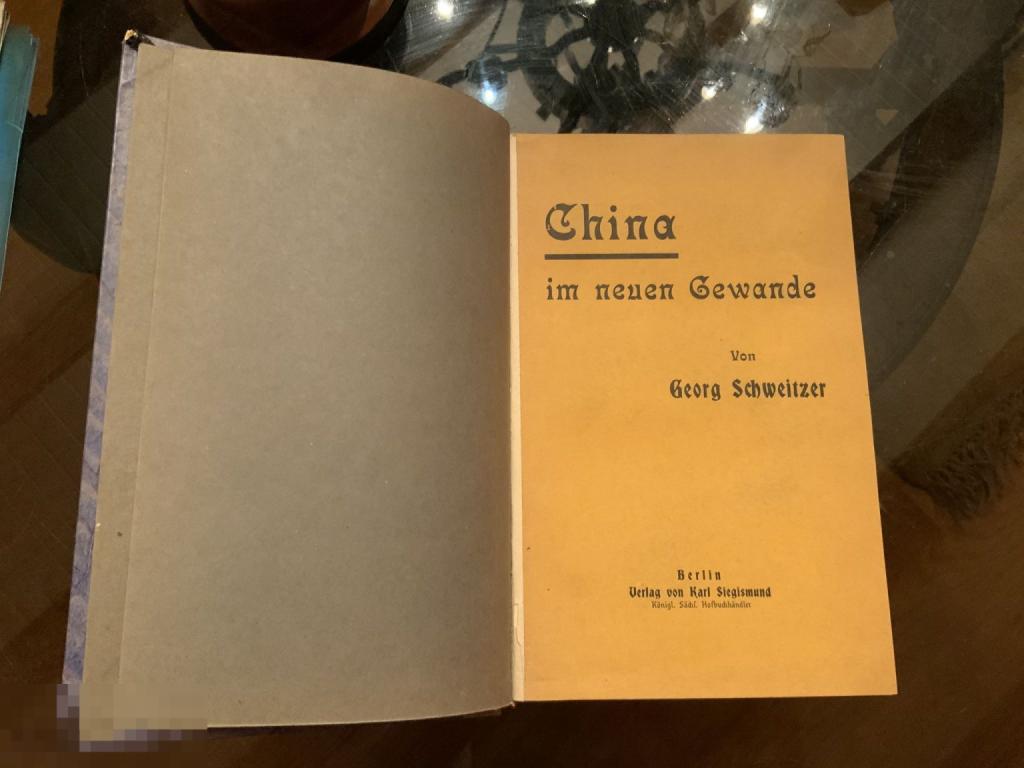 China
im neuen Gewande
Von
Georg Schweitzer
Berlin
Verlag von Karl Siegismund
Königl. Sächs. Hofbuchhändler